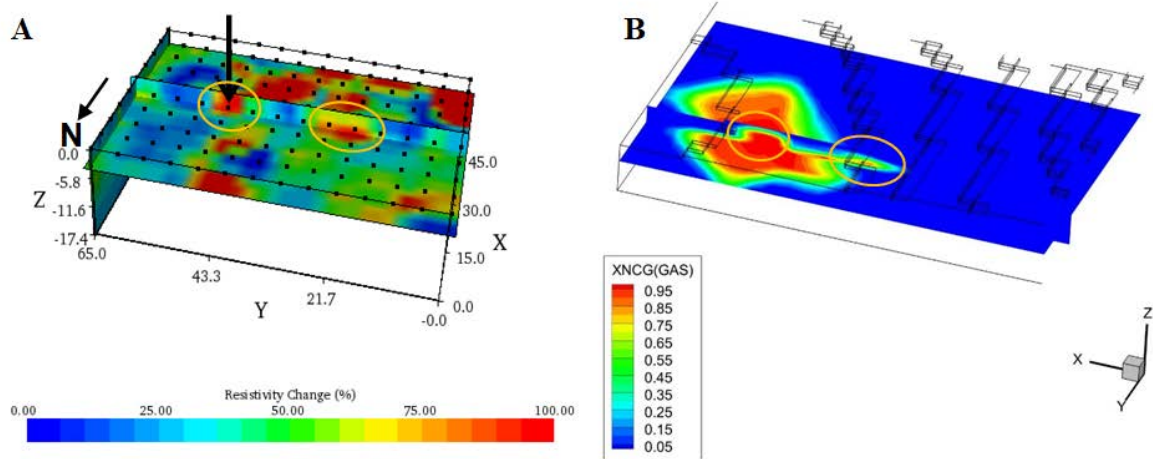 A
B
N
0.0
-5.8
-11.6
-17.4
Z
65.0
43.3
21.7
-0.0
Y
45.0
30.0
15.0
0.0
X
Resistivity Change (%)
0.00 25.00 50.00 75.00 100.00
XNCG(GAS)
0.95
0.85
0.75
0.65
0.55
0.45
0.35
0.25
0.15
0.05
Z
X
Y